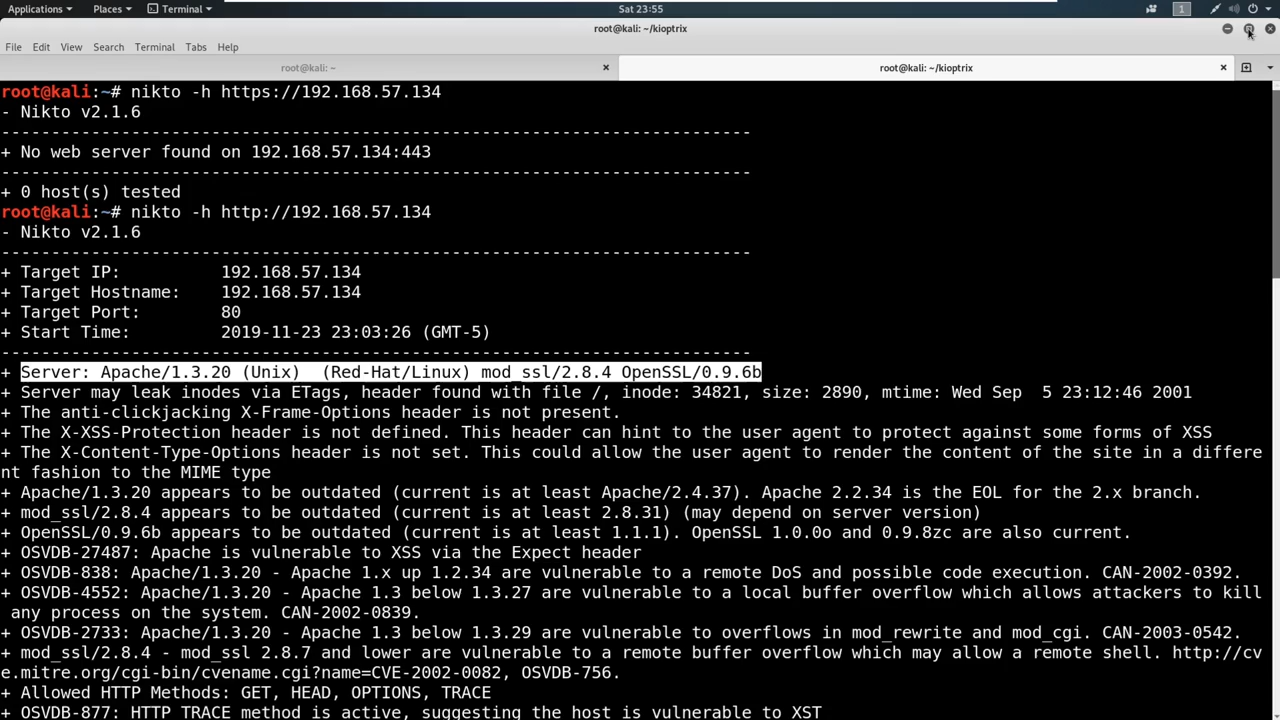 Applications Places Terminal Sat 23:55 1
root@kali: ~/kioptrix
File Edit View Search Terminal Tabs Help
root@kali: ~ root@kali: ~/kioptrix
root@kali:~# nikto -h https://192.168.57.134
- Nikto v2.1.6
---------------------------------------------------------------------------
+ No web server found on 192.168.57.134:443
---------------------------------------------------------------------------
+ 0 host(s) tested
root@kali:~# nikto -h http://192.168.57.134
- Nikto v2.1.6
---------------------------------------------------------------------------
+ Target IP:          192.168.57.134
+ Target Hostname:    192.168.57.134
+ Target Port:        80
+ Start Time:         2019-11-23 23:03:26 (GMT-5)
---------------------------------------------------------------------------
+ Server: Apache/1.3.20 (Unix)  (Red-Hat/Linux) mod_ssl/2.8.4 OpenSSL/0.9.6b
+ Server may leak inodes via ETags, header found with file /, inode: 34821, size: 2890, mtime: Wed Sep  5 23:12:46 2001
+ The anti-clickjacking X-Frame-Options header is not present.
+ The X-XSS-Protection header is not defined. This header can hint to the user agent to protect against some forms of XSS
+ The X-Content-Type-Options header is not set. This could allow the user agent to render the content of the site in a differe
nt fashion to the MIME type
+ Apache/1.3.20 appears to be outdated (current is at least Apache/2.4.37). Apache 2.2.34 is the EOL for the 2.x branch.
+ mod_ssl/2.8.4 appears to be outdated (current is at least 2.8.31) (may depend on server version)
+ OpenSSL/0.9.6b appears to be outdated (current is at least 1.1.1). OpenSSL 1.0.0o and 0.9.8zc are also current.
+ OSVDB-27487: Apache is vulnerable to XSS via the Expect header
+ OSVDB-838: Apache/1.3.20 - Apache 1.x up 1.2.34 are vulnerable to a remote DoS and possible code execution. CAN-2002-0392.
+ OSVDB-4552: Apache/1.3.20 - Apache 1.3 below 1.3.27 are vulnerable to a local buffer overflow which allows attackers to kill
any process on the system. CAN-2002-0839.
+ OSVDB-2733: Apache/1.3.20 - Apache 1.3 below 1.3.29 are vulnerable to overflows in mod_rewrite and mod_cgi. CAN-2003-0542.
+ mod_ssl/2.8.4 - mod_ssl 2.8.7 and lower are vulnerable to a remote buffer overflow which may allow a remote shell. http://cv
e.mitre.org/cgi-bin/cvename.cgi?name=CVE-2002-0082, OSVDB-756.
+ Allowed HTTP Methods: GET, HEAD, OPTIONS, TRACE
+ OSVDB-877: HTTP TRACE method is active, suggesting the host is vulnerable to XST